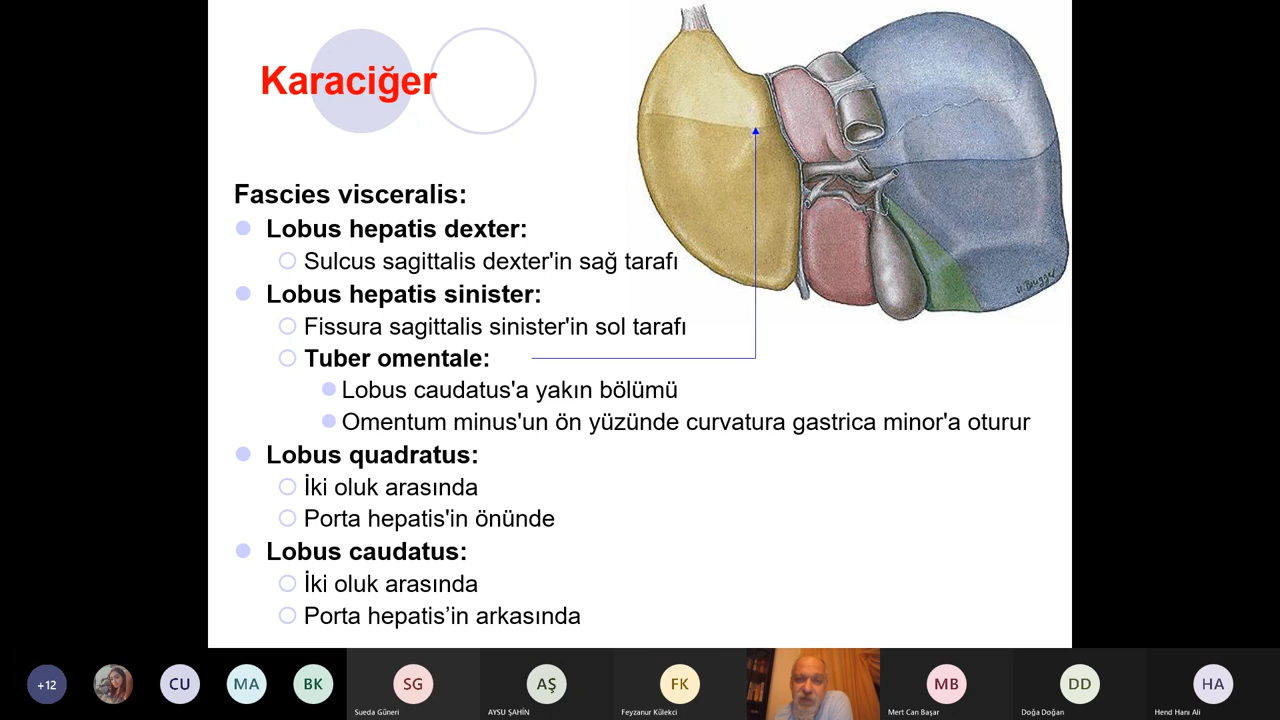 Karaciğer
Fascies visceralis:
Lobus hepatis dexter:
Sulcus sagittalis dexter'in sağ tarafı
Lobus hepatis sinister:
Fissura sagittalis sinister'in sol tarafı
Tuber omentale:
Lobus caudatus'a yakın bölümü
Omentum minus'un ön yüzünde curvatura gastrica minor'a oturur
Lobus quadratus:
İki oluk arasında
Porta hepatis'in önünde
Lobus caudatus:
İki oluk arasında
Porta hepatis’in arkasında
+12
CU
MA
BK
SG
AŞ
FK
MB
DD
HA
Sueda Güneri
AYSU ŞAHİN
Feyzanur Külekci
Mert Can Başar
Doğa Doğan
Hend Hanı Ali